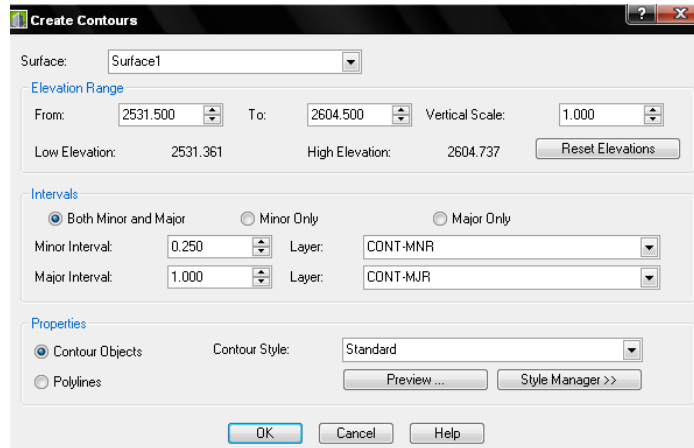 Create Contours ? X
Surface: Surface1
Elevation Range
From: 2531.500 To: 2604.500 Vertical Scale: 1.000
Low Elevation: 2531.361 High Elevation: 2604.737 Reset Elevations
Intervals
Both Minor and Major Minor Only Major Only
Minor Interval: 0.250 Layer: CONT-MNR
Major Interval: 1.000 Layer: CONT-MJR
Properties
Contour Objects Contour Style: Standard
Polylines Preview ... Style Manager >>
OK Cancel Help